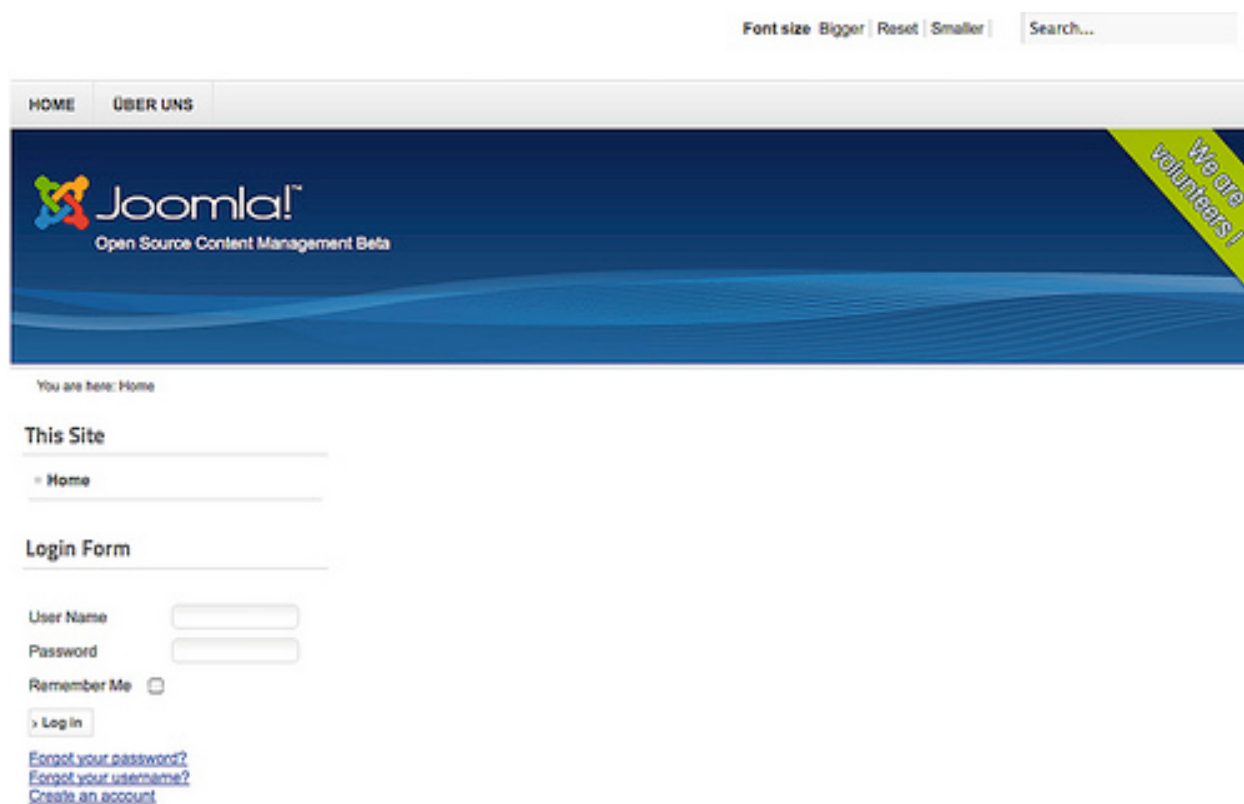 Font size Bigger | Reset | Smaller | Search...
HOME ÜBER UNS
Joomla!™
Open Source Content Management Beta
We are
volunteers !
You are here: Home
This Site
Home
Login Form
User Name
Password
Remember Me
› Log in
Forgot your password?
Forgot your username?
Create an account